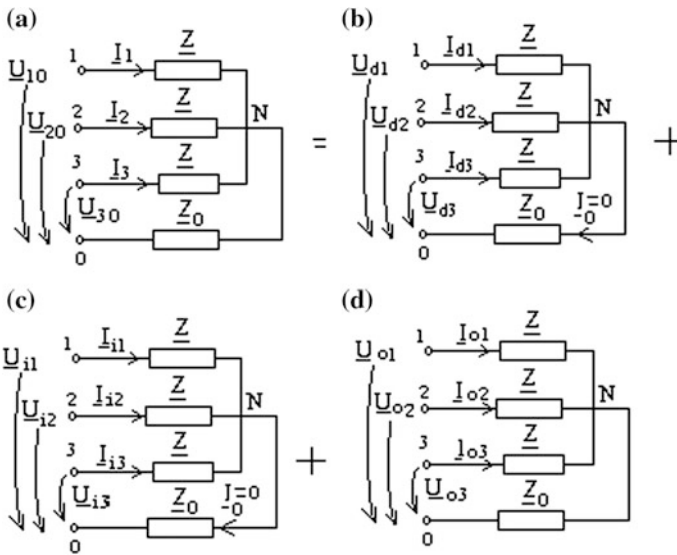 (a)
U10
1
I1
Z
U20
2
I2
Z
N
3
I3
Z
U30
Z0
0
=
(b)
Ud1
1
Id1
Z
Ud2
2
Id2
Z
N
3
Id3
Z
Ud3
Z0
I0=0
0
+
(c)
Ui1
1
Ii1
Z
Ui2
2
Ii2
Z
N
3
Ii3
Z
Ui3
Z0
I0=0
0
+
(d)
Uo1
1
Io1
Z
Uo2
2
Io2
Z
N
3
Io3
Z
Uo3
Z0
0